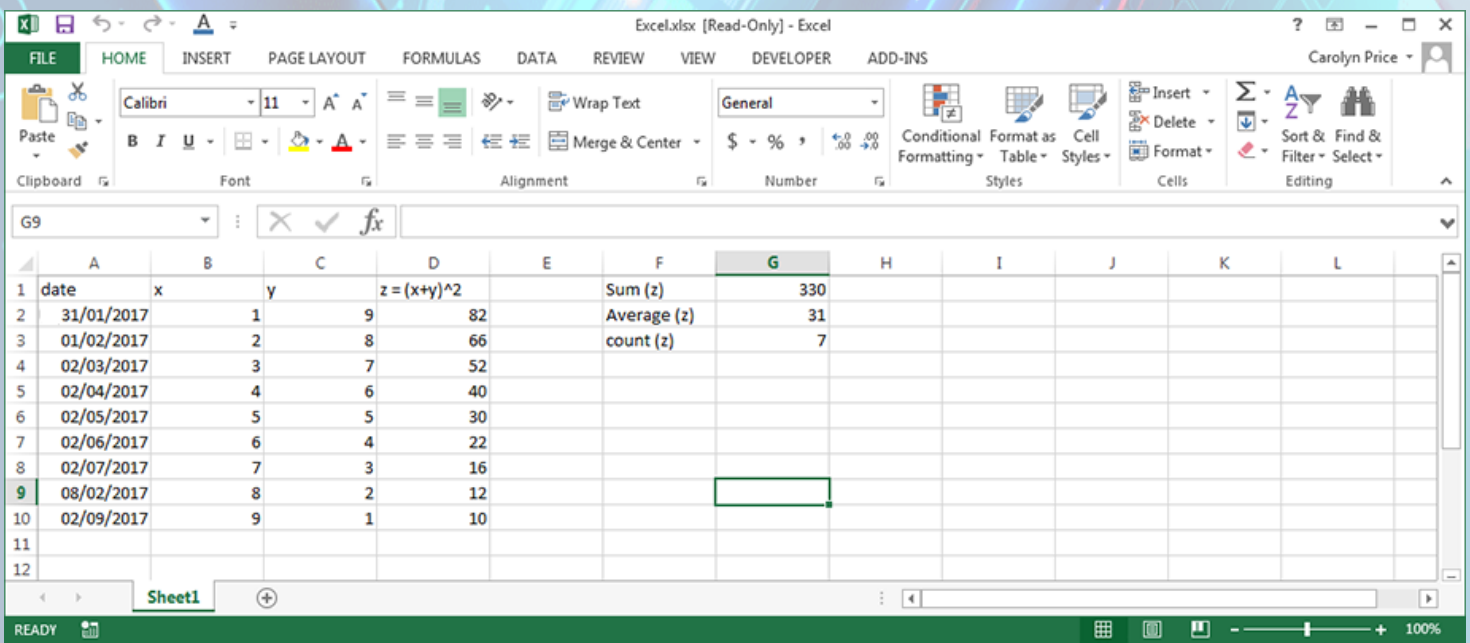 Excel.xlsx [Read-Only] - Excel
?
FILE HOME INSERT PAGE LAYOUT FORMULAS DATA REVIEW VIEW DEVELOPER ADD-INS Carolyn Price
Paste
Calibri 11 A A
Wrap Text
General
B I U A
Merge & Center
$ % ,
Conditional Formatting
Format as Table
Cell Styles
Insert
Delete
Format
Sort & Filter
Find & Select
Clipboard Font Alignment Number Styles Cells Editing
G9 fx
A B C D E F G H I J K L
1 date x y z = (x+y)^2 Sum (z) 330
2 31/01/2017 1 9 82 Average (z) 31
3 01/02/2017 2 8 66 count (z) 7
4 02/03/2017 3 7 52
5 02/04/2017 4 6 40
6 02/05/2017 5 5 30
7 02/06/2017 6 4 22
8 02/07/2017 7 3 16
9 08/02/2017 8 2 12
10 02/09/2017 9 1 10
11
12
Sheet1
READY 100%